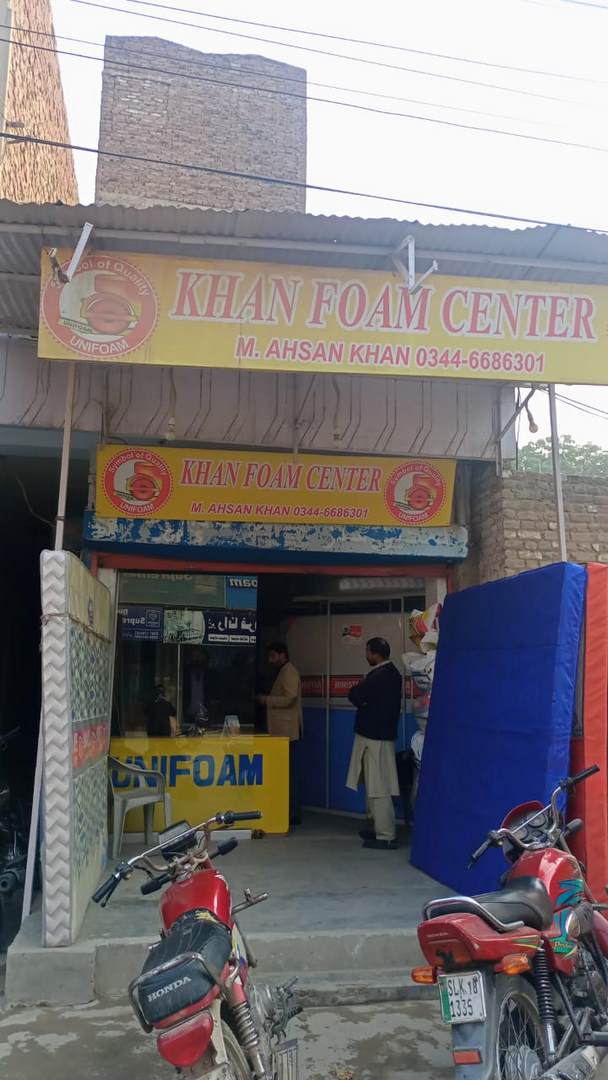 Symbol of Quality
UNIFOAM
KHAN FOAM CENTER
M. AHSAN KHAN 0344-6686301
Symbol of Quality
UNIFOAM
KHAN FOAM CENTER
M. AHSAN KHAN 0344-6686301
Symbol of Quality
UNIFOAM
UNIFOAM
HONDA
SLK 18
1335